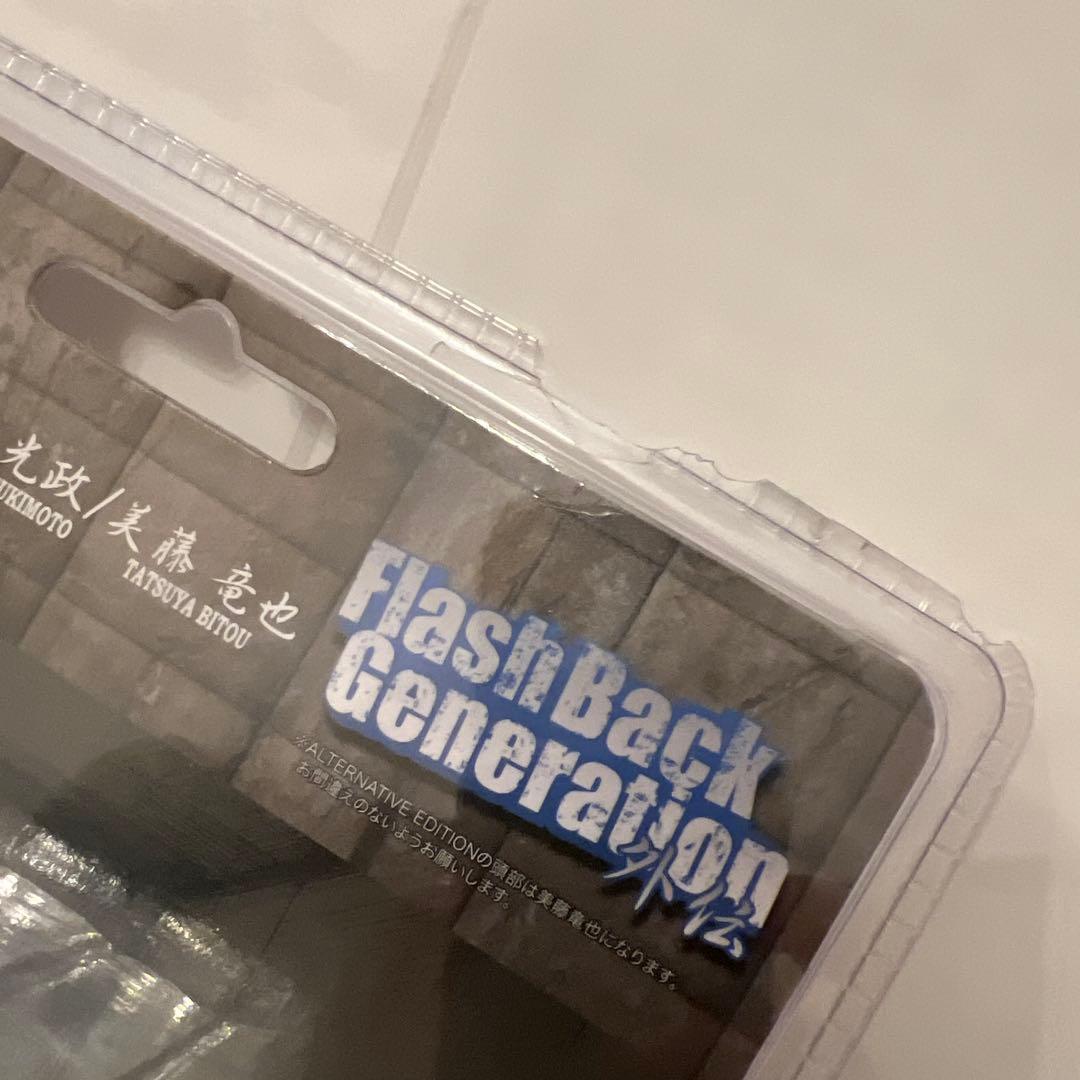 光政/美藤 竜也
UKIMOTO TATSUYA BITOU
FlashBack
Generation
外伝
※ALTERNATIVE EDITIONの頭部は美藤竜也になります。
お間違えのないようお願いします。